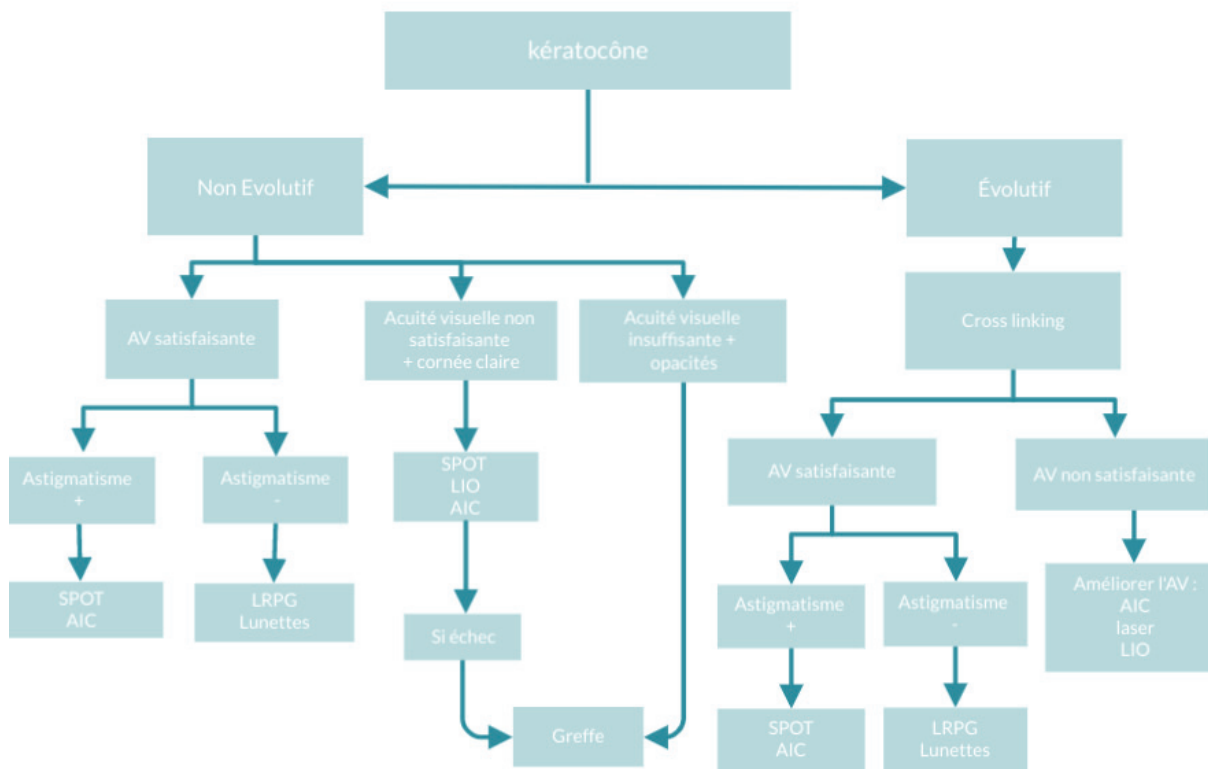 kératocône
Non Evolutif
Évolutif
AV satisfaisante
Acuité visuelle non
satisfaisante
+ cornée claire
Acuité visuelle
insuffisante +
opacités
Cross linking
Astigmatisme
+
Astigmatisme
-
SPOT
LIO
AIC
AV satisfaisante
AV non satisfaisante
SPOT
AIC
LRPG
Lunettes
Si échec
Astigmatisme
+
Astigmatisme
-
Améliorer l'AV :
AIC
laser
LIO
Greffe
SPOT
AIC
LRPG
Lunettes